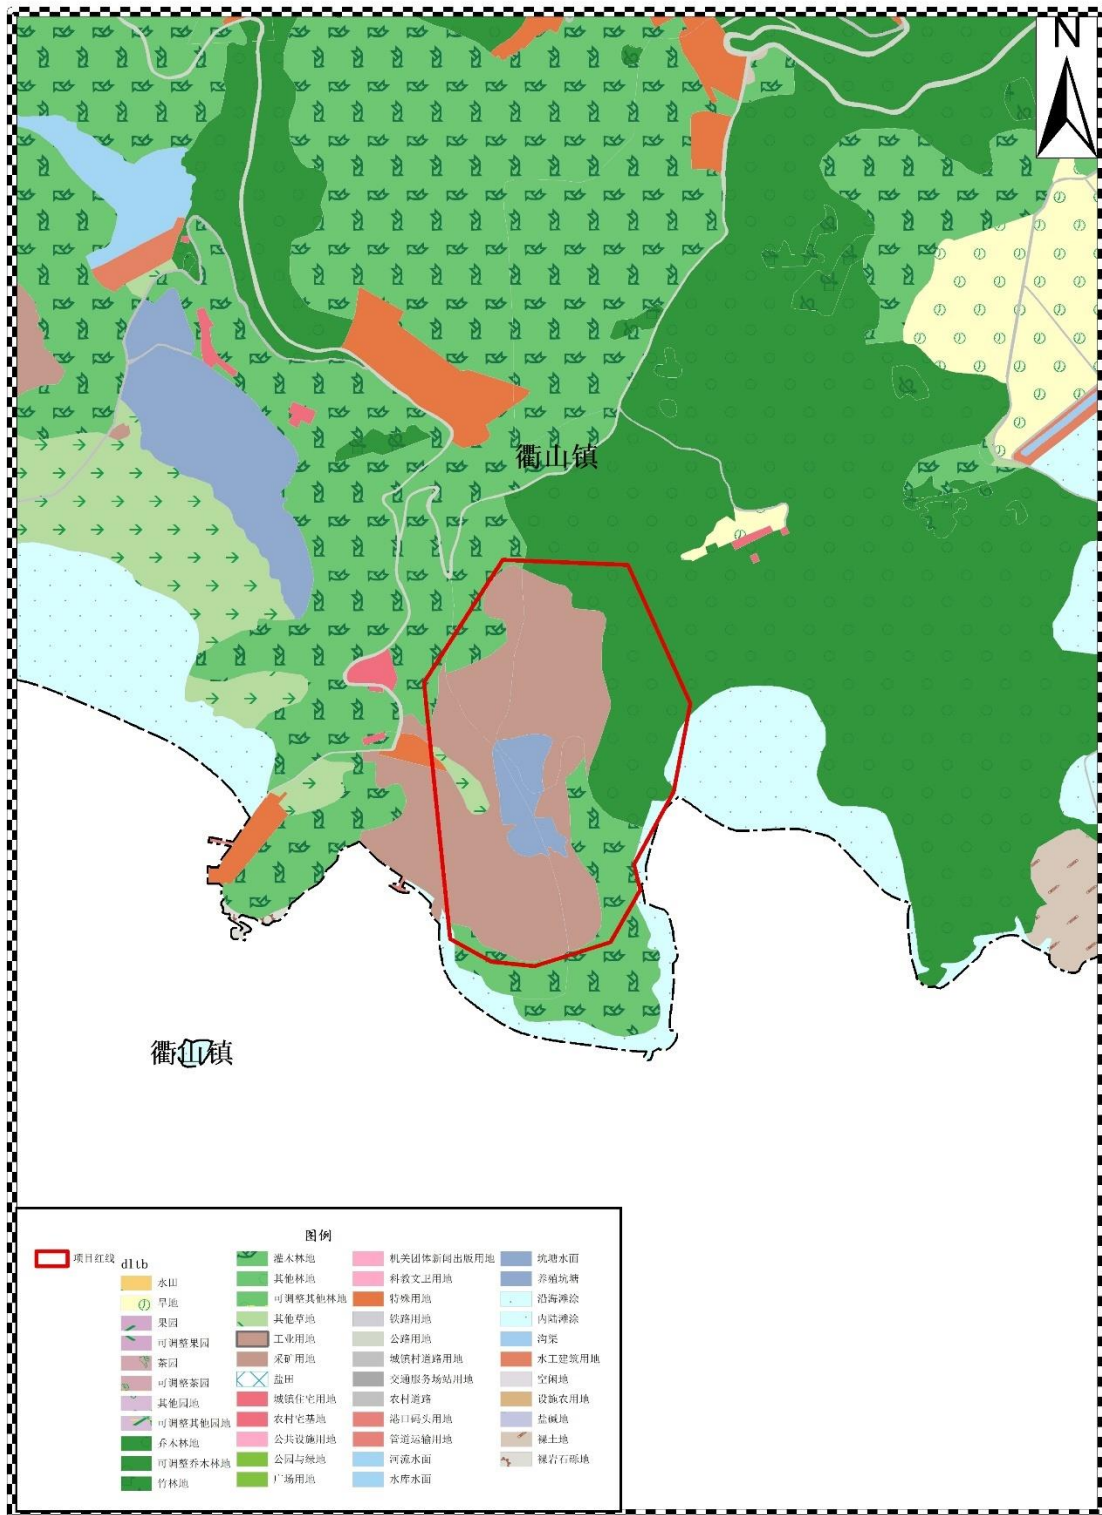 N
衢山镇
衢山镇
图例
项目红线
dltb
水田
旱地
果园
可调整果园
茶园
可调整茶园
其他园地
可调整其他园地
乔木林地
可调整乔木林地
竹林地
灌木林地
其他林地
可调整其他林地
其他草地
工业用地
采矿用地
盐田
城镇住宅用地
农村宅基地
公共设施用地
公园与绿地
广场用地
机关团体新闻出版用地
科教文卫用地
特殊用地
铁路用地
公路用地
城镇村道路用地
交通服务场站用地
农村道路
港口码头用地
管道运输用地
河流水面
水库水面
坑塘水面
养殖坑塘
沿海滩涂
内陆滩涂
沟渠
水工建筑用地
空闲地
设施农用地
盐碱地
裸土地
裸岩石砾地